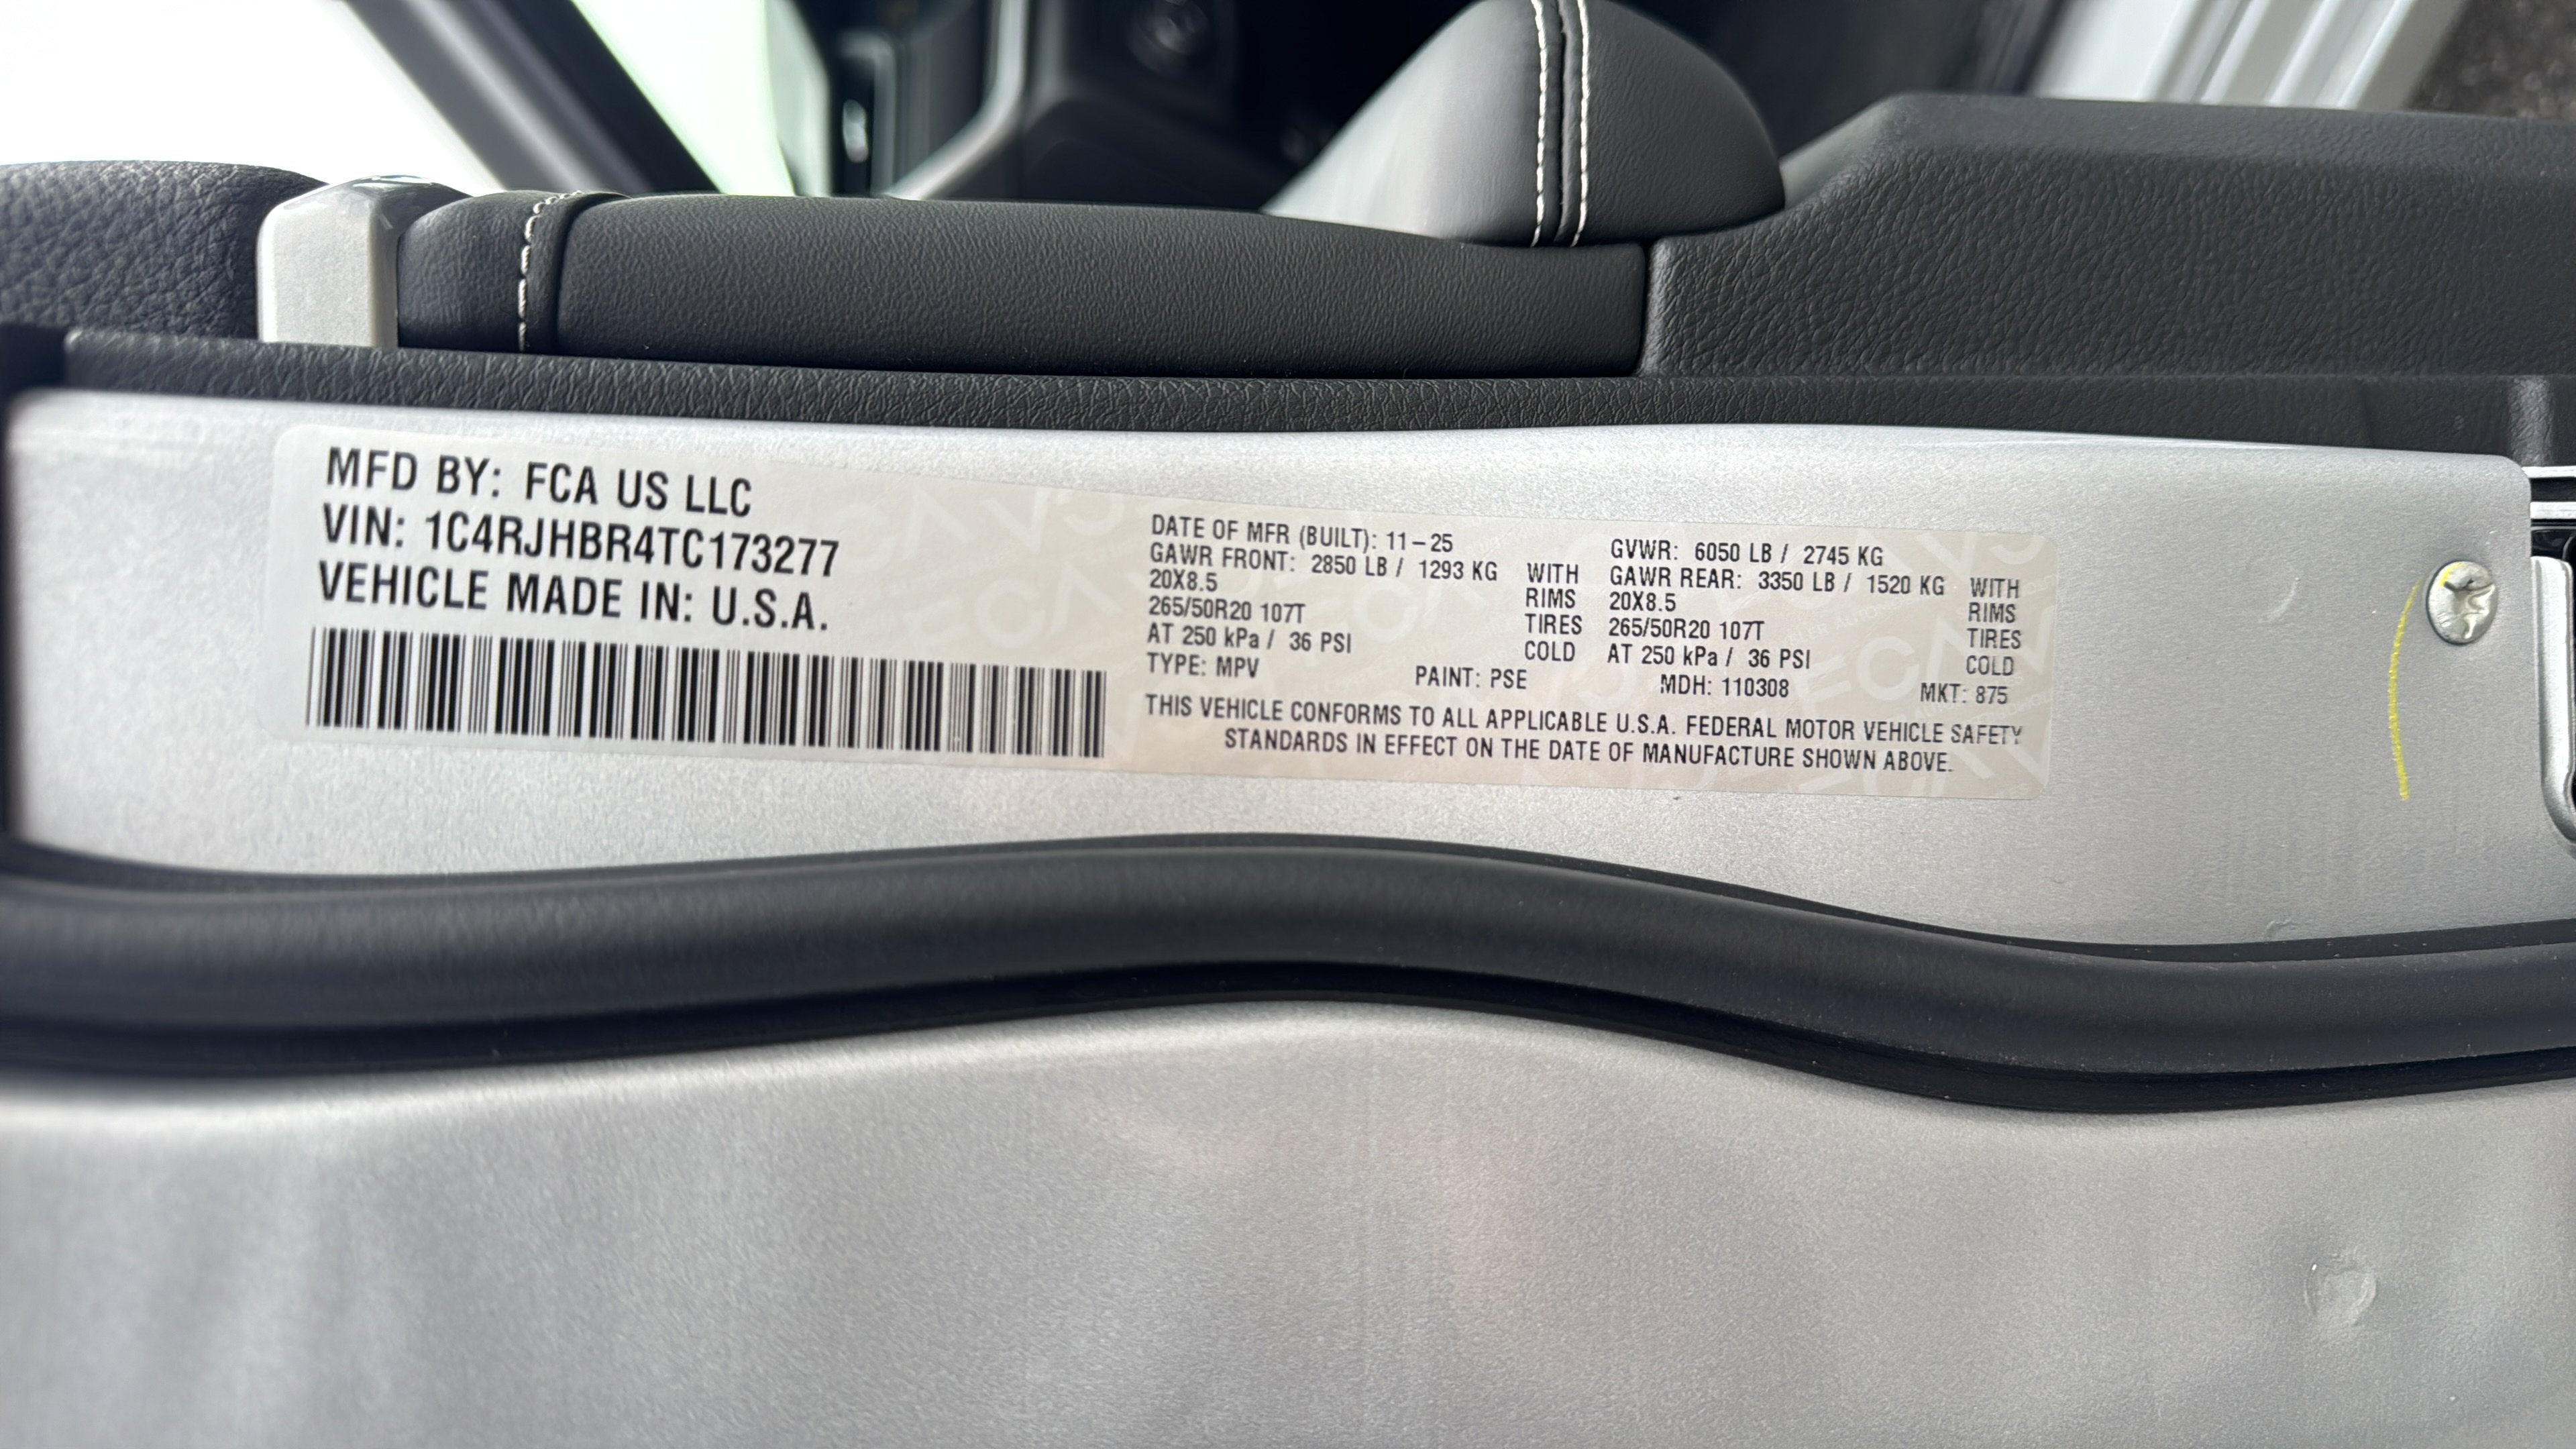 MFD BY: FCA US LLC
VIN: 1C4RJHBR4TC173277
VEHICLE MADE IN: U.S.A.
DATE OF MFR (BUILT): 11-25
GAWR FRONT: 2850 LB / 1293 KG WITH
20X8.5 RIMS
265/50R20 107T TIRES
AT 250 kPa / 36 PSI COLD
GVWR: 6050 LB / 2745 KG
GAWR REAR: 3350 LB / 1520 KG WITH
20X8.5 RIMS
265/50R20 107T TIRES
AT 250 kPa / 36 PSI COLD
TYPE: MPV PAINT: PSE MDH: 110308 MKT: 875
THIS VEHICLE CONFORMS TO ALL APPLICABLE U.S.A. FEDERAL MOTOR VEHICLE SAFETY
STANDARDS IN EFFECT ON THE DATE OF MANUFACTURE SHOWN ABOVE.